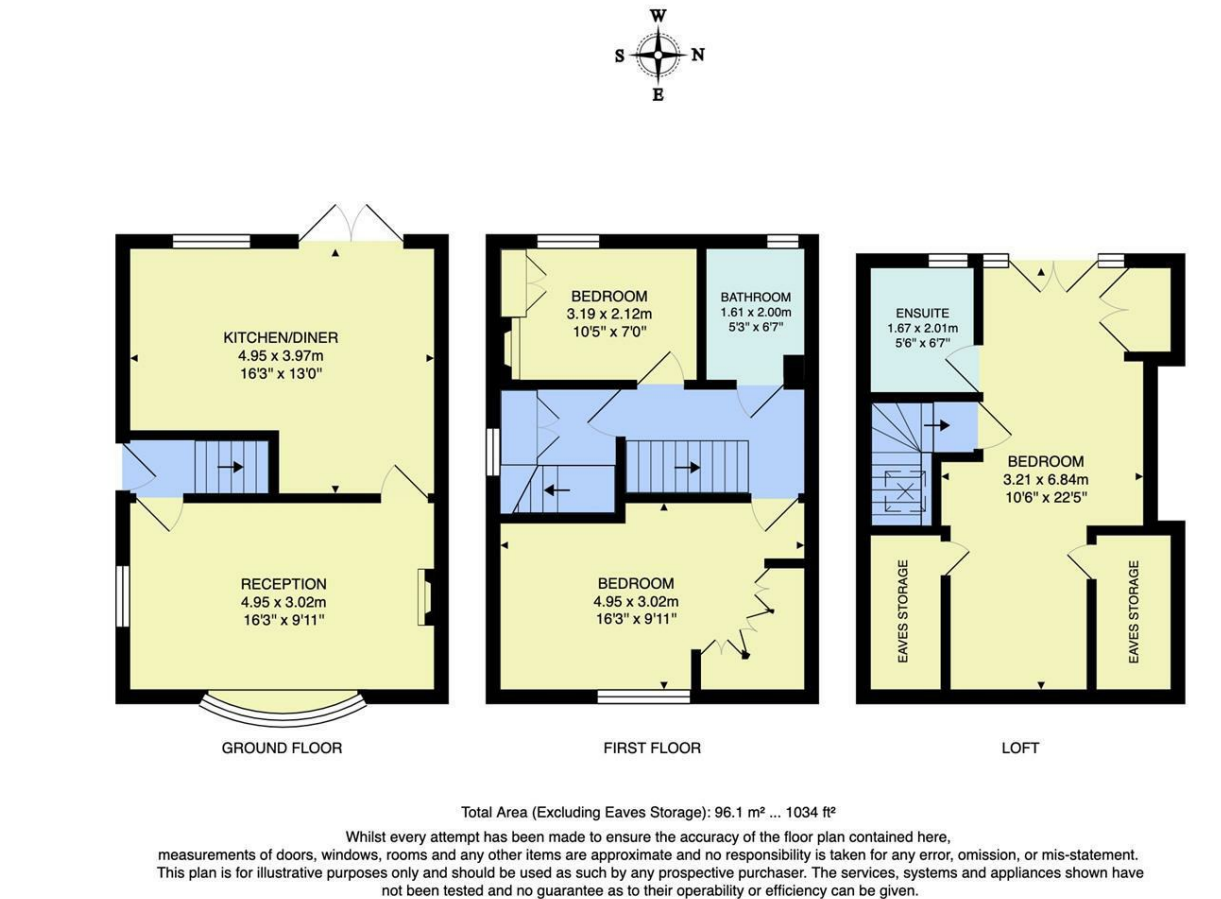 W
S
N
E
KITCHEN/DINER
4.95 x 3.97m
16'3" x 13'0"
RECEPTION
4.95 x 3.02m
16'3" x 9'11"
GROUND FLOOR
BEDROOM
3.19 x 2.12m
10'5" x 7'0"
BATHROOM
1.61 x 2.00m
5'3" x 6'7"
BEDROOM
4.95 x 3.02m
16'3" x 9'11"
FIRST FLOOR
ENSUITE
1.67 x 2.01m
5'6" x 6'7"
BEDROOM
3.21 x 6.84m
10'6" x 22'5"
EAVES STORAGE
EAVES STORAGE
LOFT
Total Area (Excluding Eaves Storage): 96.1 m² ... 1034 ft²
Whilst every attempt has been made to ensure the accuracy of the floor plan contained here,
measurements of doors, windows, rooms and any other items are approximate and no responsibility is taken for any error, omission, or mis-statement.
This plan is for illustrative purposes only and should be used as such by any prospective purchaser. The services, systems and appliances shown have
not been tested and no guarantee as to their operability or efficiency can be given.